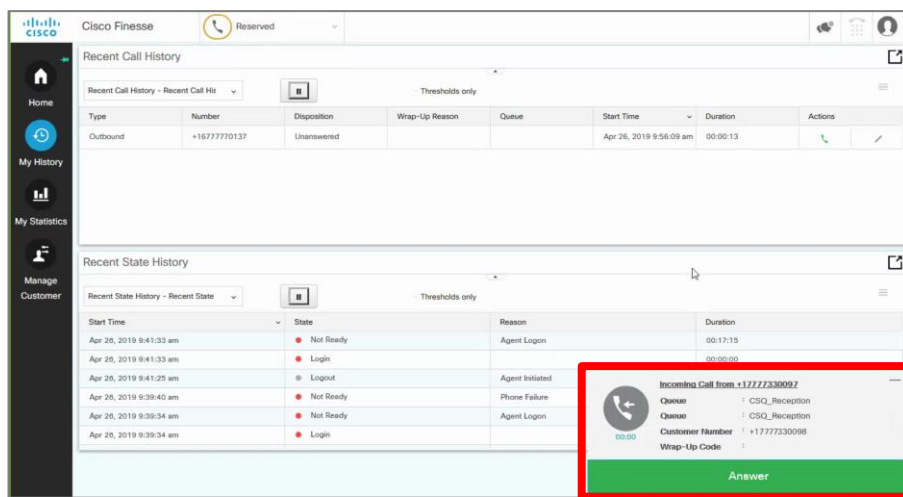 CISCO
Cisco Finesse
Reserved
Home
My History
My Statistics
Manage
Customer
Recent Call History
Recent Call History - Recent Call His
Thresholds only
Type Number Disposition Wrap-Up Reason Queue Start Time Duration Actions
Outbound +16777770137 Unanswered Apr 26, 2019 9:56:09 am 00:00:13
Recent State History
Recent State History - Recent State
Thresholds only
Start Time State Reason Duration
Apr 26, 2019 9:41:33 am Not Ready Agent Logon 00:17:15
Apr 26, 2019 9:41:33 am Login 00:00:00
Apr 26, 2019 9:41:25 am Logout Agent Initiated
Apr 26, 2019 9:39:40 am Not Ready Phone Failure
Apr 26, 2019 9:39:34 am Not Ready Agent Logon
Apr 26, 2019 9:39:34 am Login
Incoming Call from +17777330097
Queue : CSQ_Reception
Queue : CSQ_Reception
Customer Number : +17777330098
Wrap-Up Code :
00:00
Answer